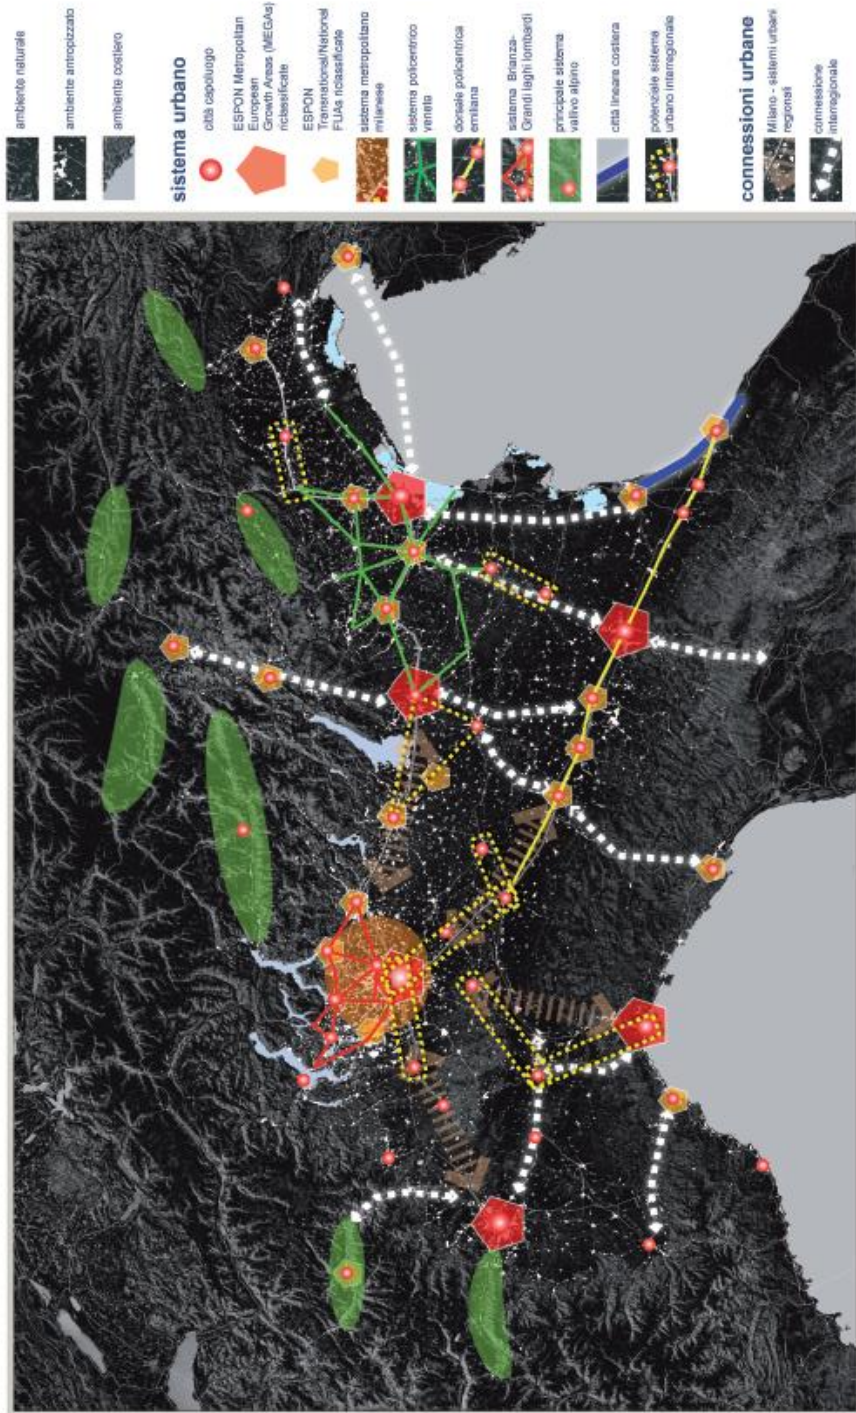 ambiente naturale
ambiente antropizzato
ambiente costiero
sistema urbano
città capoluogo
ESPON Metropolitan
European
Growth Areas (MEGAs)
riclassificate
ESPON
Transnational/National
FUAs riclassificate
sistema metropolitano
milanese
sistema policentrico
veneto
dorsale policentrica
emiliana
sistema Brianza-
Grandi laghi lombardi
principale sistema
vallivo alpino
città lineare costiera
potenziale sistema
urbano interregionale
connessioni urbane
Milano - sistemi urbani
regionali
connessione
interregionale